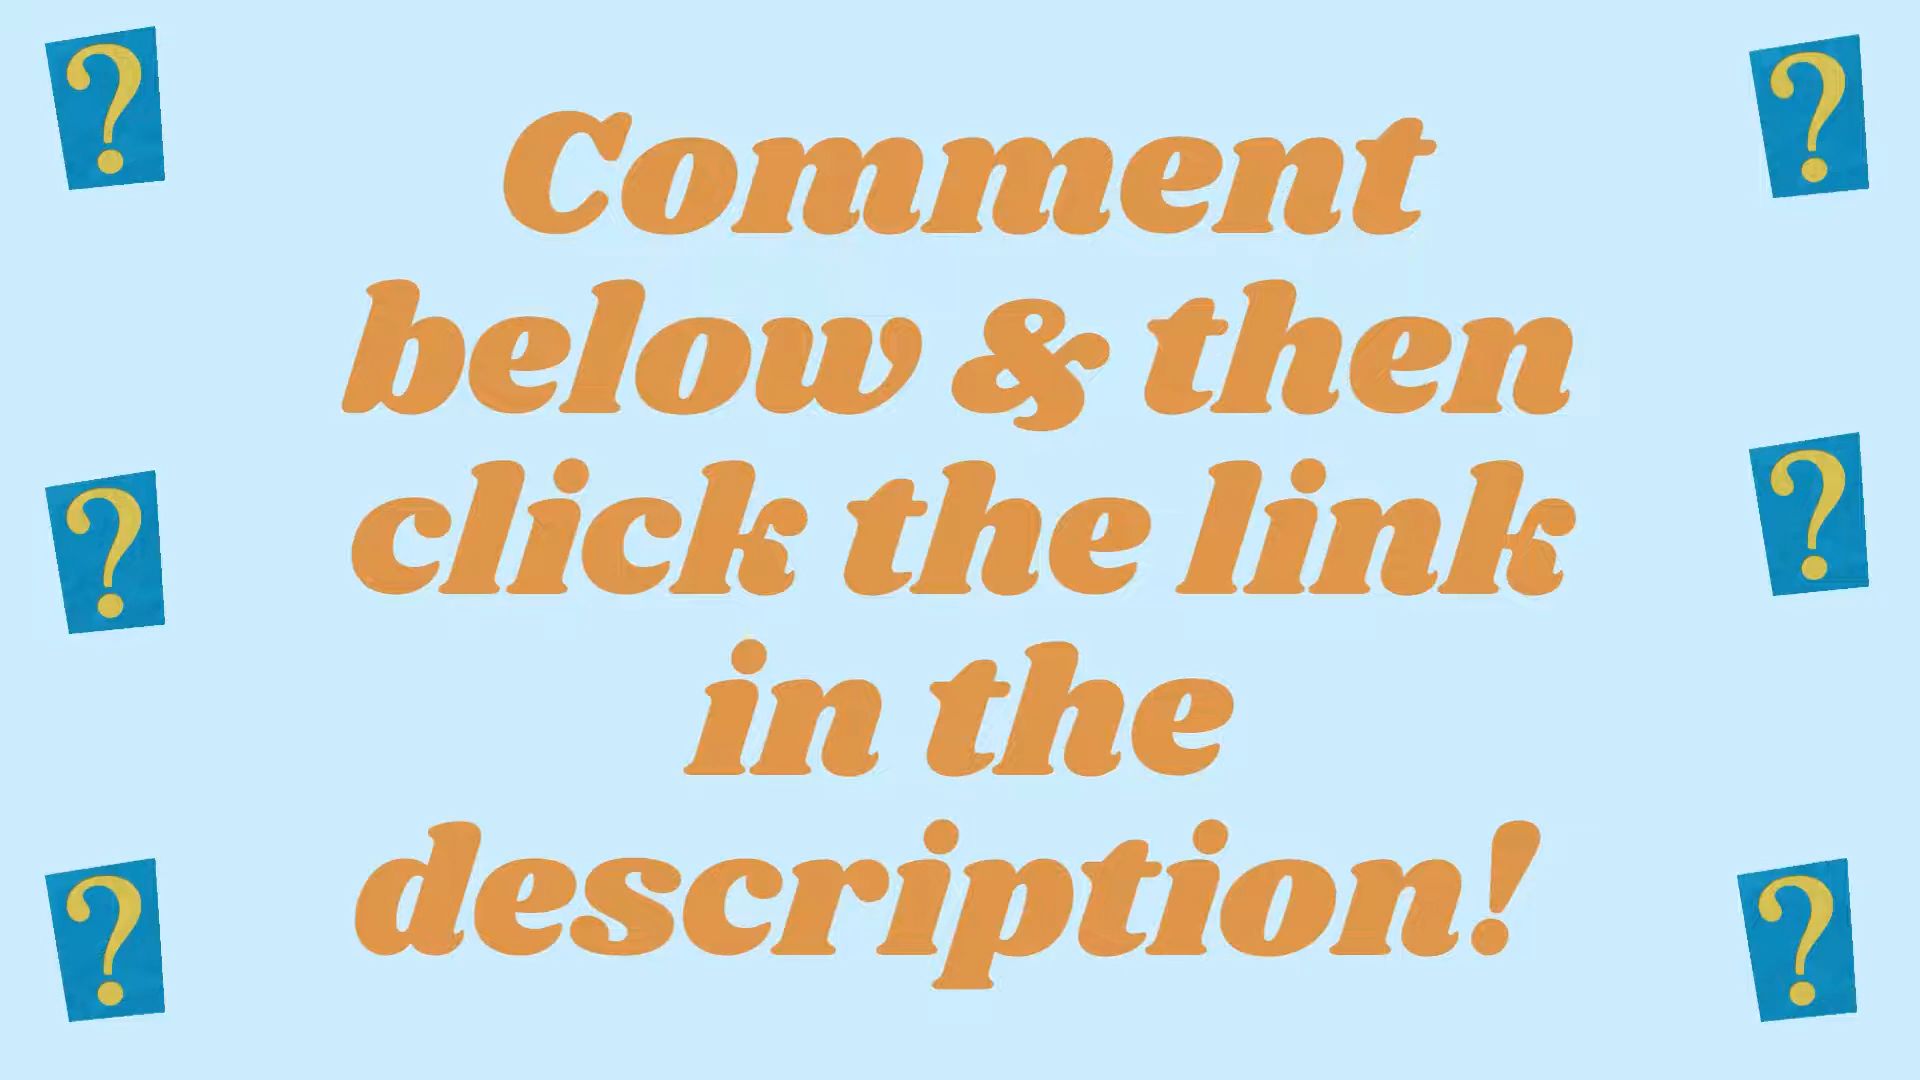 ? ?
Comment
below & then
click the link
? ?
in the
description!
? ?